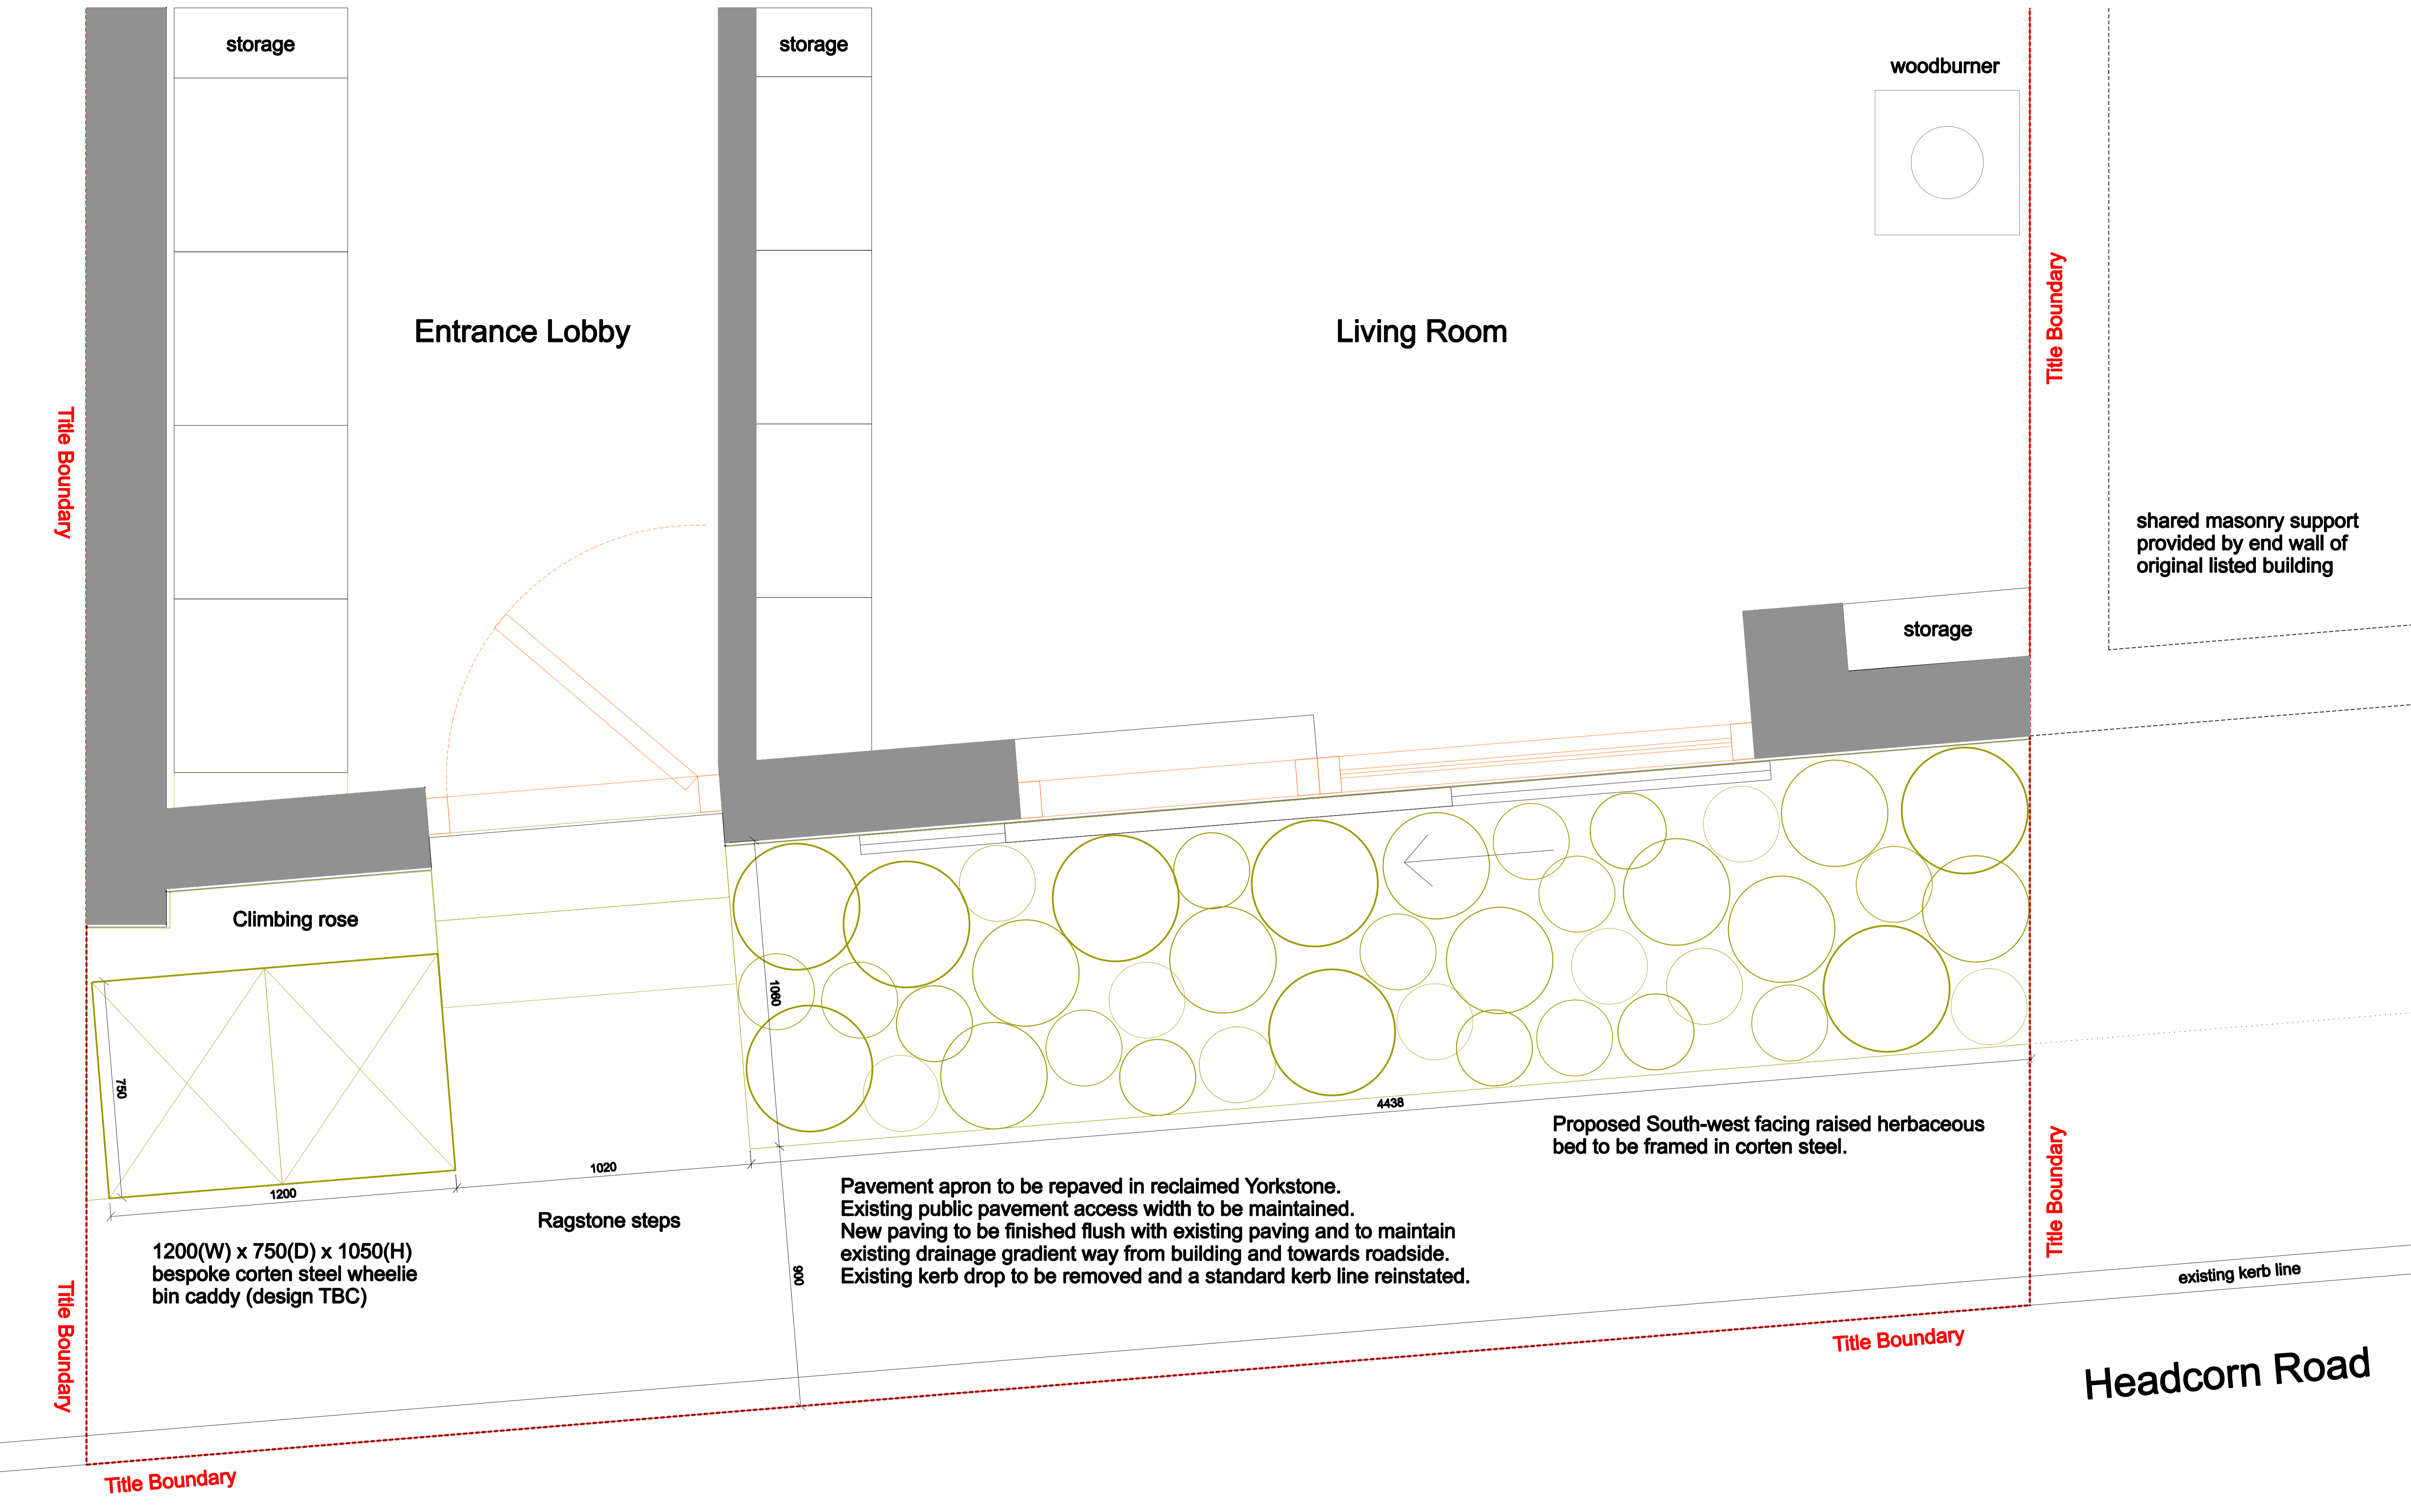 storage
storage
woodburner
Entrance Lobby
Living Room
Title Boundary
Title Boundary
shared masonry support
provided by end wall of
original listed building
storage
Climbing rose
1060
750
4438
Proposed South-west facing raised herbaceous
bed to be framed in corten steel.
Title Boundary
1020
1200
Ragstone steps
Pavement apron to be repaved in reclaimed Yorkstone.
Existing public pavement access width to be maintained.
New paving to be finished flush with existing paving and to maintain
existing drainage gradient way from building and towards roadside.
Existing kerb drop to be removed and a standard kerb line reinstated.
900
1200(W) x 750(D) x 1050(H)
bespoke corten steel wheelie
bin caddy (design TBC)
existing kerb line
Title Boundary
Title Boundary
Headcorn Road
Title Boundary